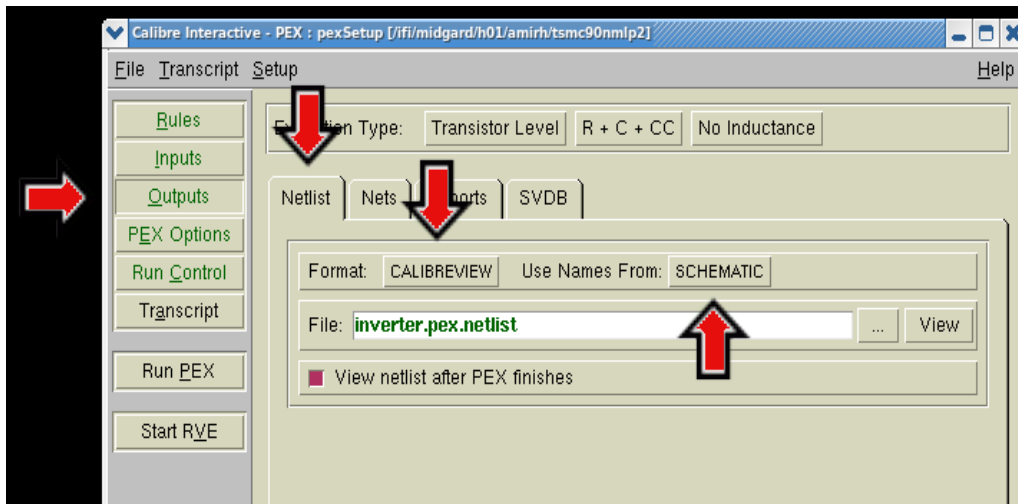 Calibre Interactive - PEX : pexSetup [/ifi/midgard/h01/amirh/tsmc90nmlp2]
File Transcript Setup Help
Rules
Inputs
Outputs
PEX Options
Run Control
Transcript
Run PEX
Start RVE
Type: Transistor Level R + C + CC No Inductance
Netlist Nets SVDB
Format: CALIBREVIEW Use Names From: SCHEMATIC
File: inverter.pex.netlist ... View
View netlist after PEX finishes